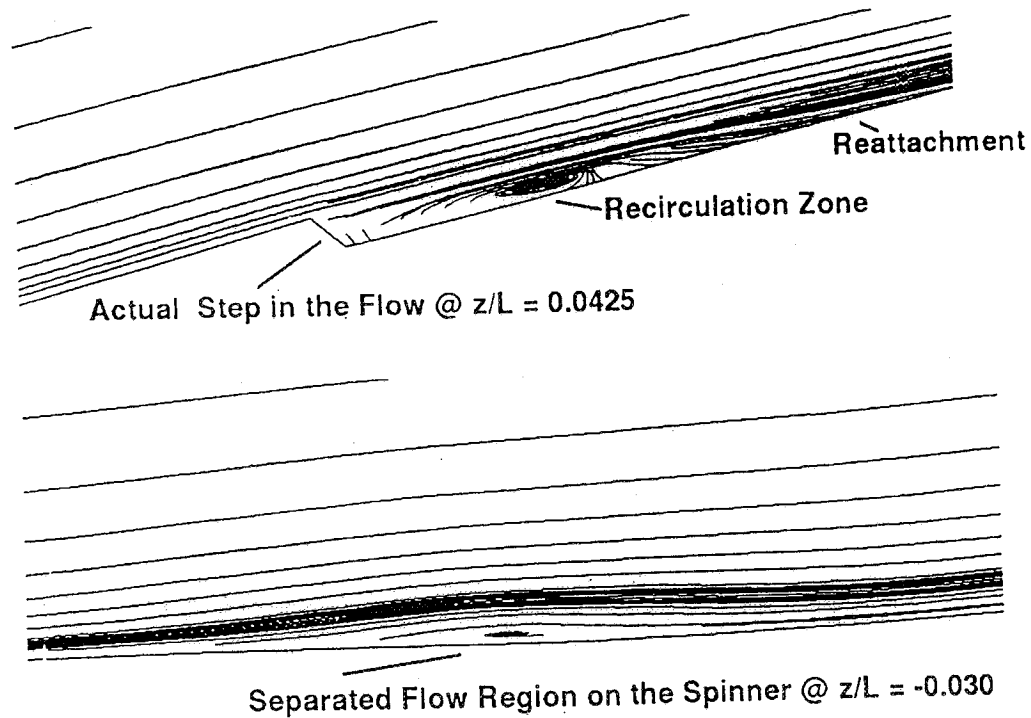 Reattachment
Recirculation Zone
Actual Step in the Flow @ z/L = 0.0425
Separated Flow Region on the Spinner @ z/L = -0.030